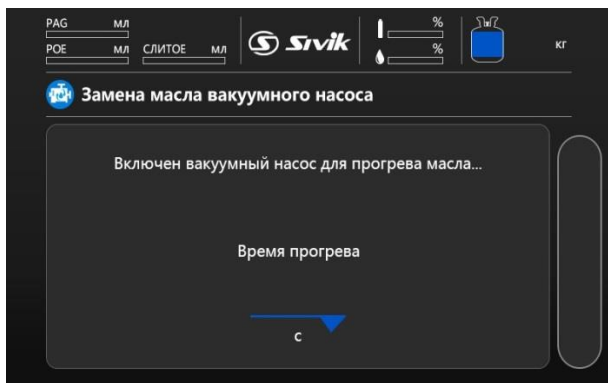 PAG мл
POE мл СЛИТОЕ мл
Sivik
%
%
кг
Замена масла вакуумного насоса
Включен вакуумный насос для прогрева масла...
Время прогрева
с